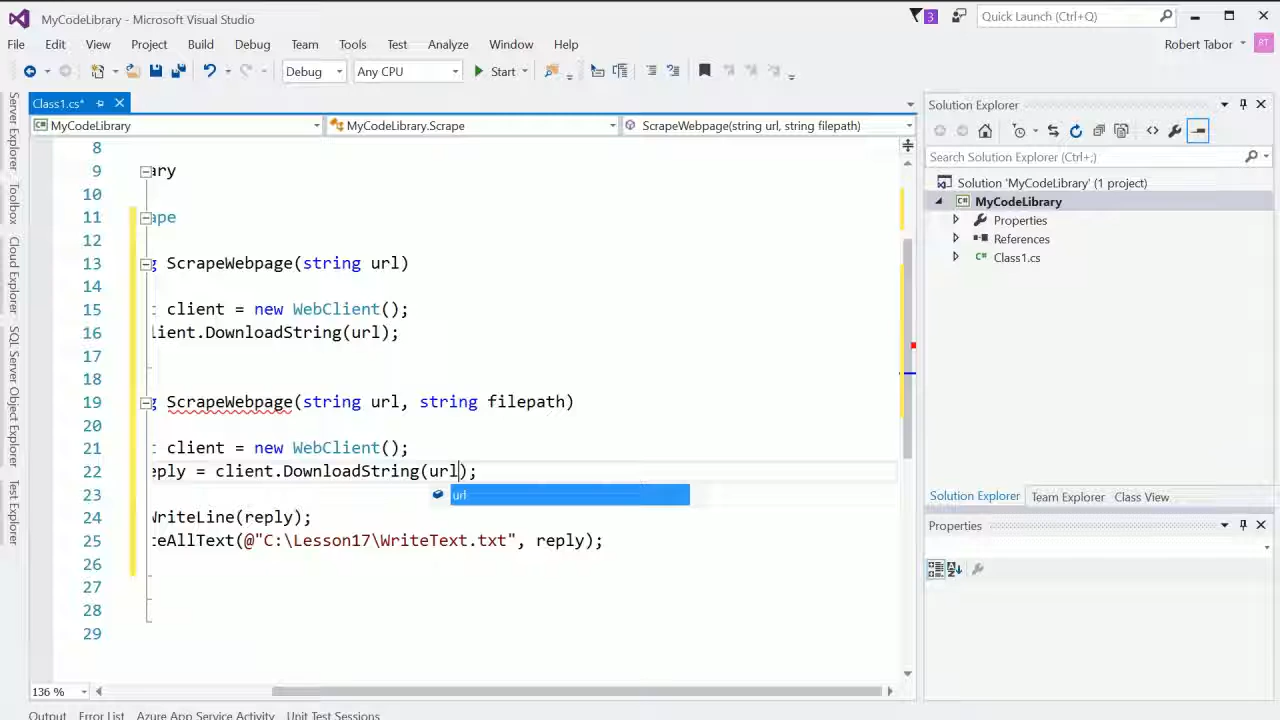 MyCodeLibrary - Microsoft Visual Studio
3
Quick Launch (Ctrl+Q)
File Edit View Project Build Debug Team Tools Test Analyze Window Help
Robert Tabor
RT
Debug Any CPU Start
Class1.cs*
MyCodeLibrary MyCodeLibrary.Scrape ScrapeWebpage(string url, string filepath)
8
9 ary
10
11 ape
12
13 g ScrapeWebpage(string url)
14
15 t client = new WebClient();
16 lient.DownloadString(url);
17
18
19 g ScrapeWebpage(string url, string filepath)
20
21 t client = new WebClient();
22 eply = client.DownloadString(url);
23 url
24 WriteLine(reply);
25 teAllText(@"C:\Lesson17\WriteText.txt", reply);
26
27
28
29
136 %
Server Explorer
Toolbox
Cloud Explorer
SQL Server Object Explorer
Test Explorer
Solution Explorer
Search Solution Explorer (Ctrl+;)
Solution 'MyCodeLibrary' (1 project)
C# MyCodeLibrary
Properties
References
C# Class1.cs
Solution Explorer Team Explorer Class View
Properties
Output Error List Azure App Service Activity Unit Test Sessions